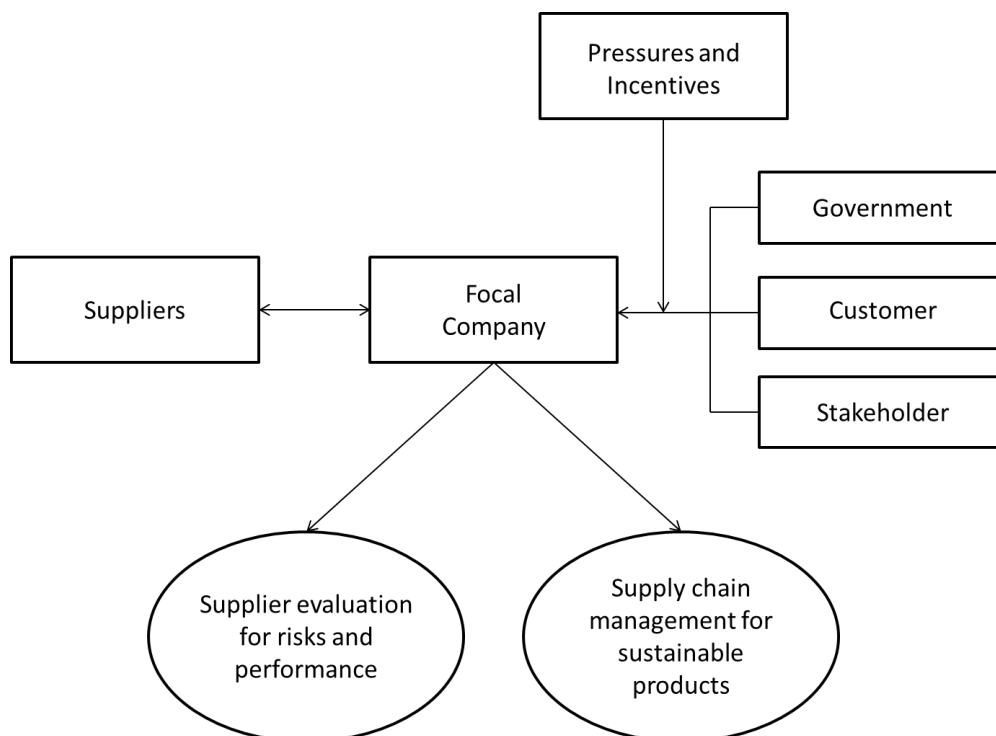 Pressures and
Incentives
Government
Suppliers
Focal
Company
Customer
Stakeholder
Supplier evaluation
for risks and
performance
Supply chain
management for
sustainable
products